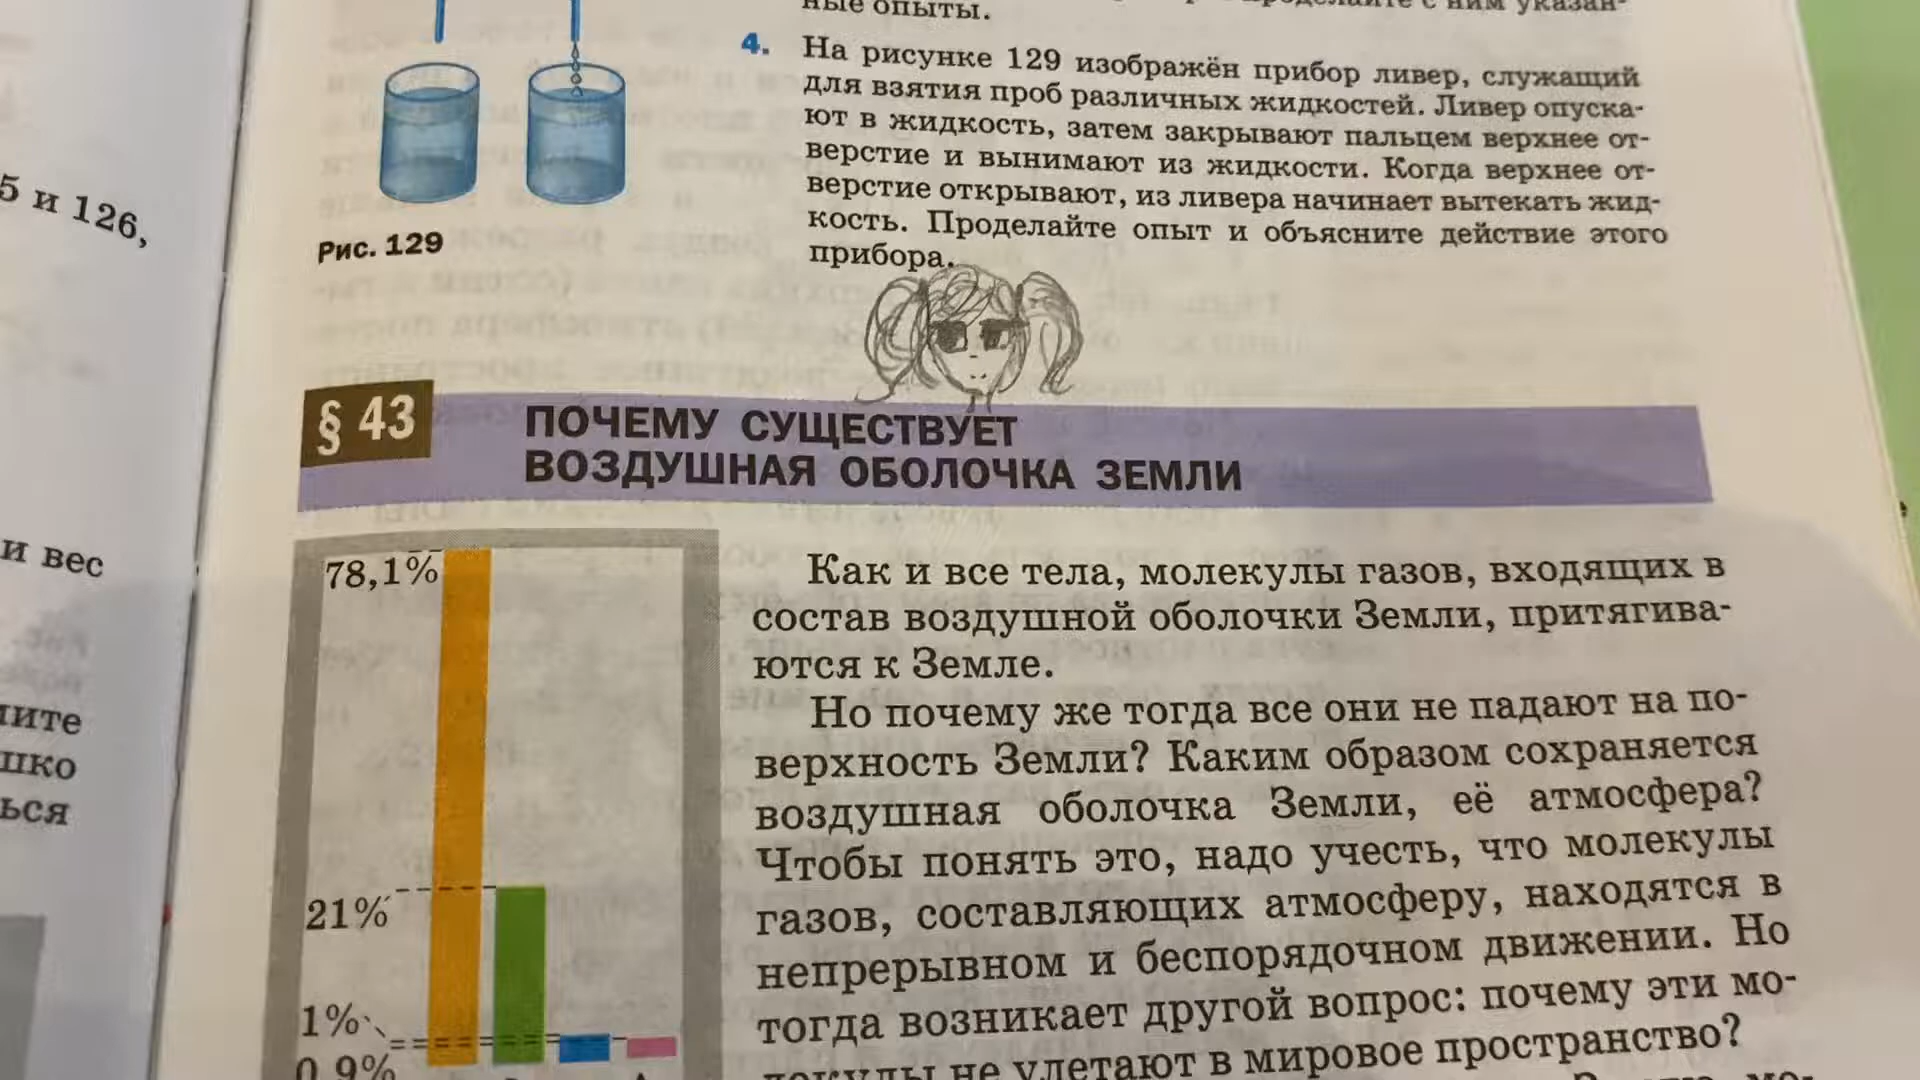 5 и 126,
и вес
ные опыты.
4. На рисунке 129 изображён прибор ливер, служащий
для взятия проб различных жидкостей. Ливер опуска-
ют в жидкость, затем закрывают пальцем верхнее от-
верстие и вынимают из жидкости. Когда верхнее от-
верстие открывают, из ливера начинает вытекать жид-
кость. Проделайте опыт и объясните действие этого
прибора.
Рис. 129
§ 43
ПОЧЕМУ СУЩЕСТВУЕТ
ВОЗДУШНАЯ ОБОЛОЧКА ЗЕМЛИ
78,1%
21%
1%
0,9%
Как и все тела, молекулы газов, входящих в
состав воздушной оболочки Земли, притягива-
ются к Земле.
Но почему же тогда все они не падают на по-
верхность Земли? Каким образом сохраняется
воздушная оболочка Земли, её атмосфера?
Чтобы понять это, надо учесть, что молекулы
газов, составляющих атмосферу, находятся в
непрерывном и беспорядочном движении. Но
тогда возникает другой вопрос: почему эти мо-
лекулы не улетают в мировое пространство?